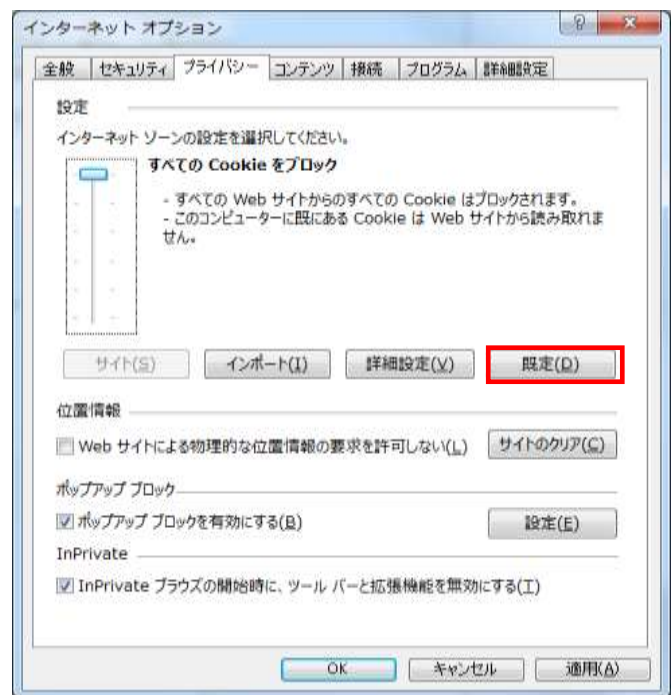 インターネット オプション
全般 セキュリティ プライバシー コンテンツ 接続 プログラム 詳細設定
設定
インターネット ゾーンの設定を選択してください。
すべての Cookie をブロック
- すべての Web サイトからのすべての Cookie はブロックされます。
- このコンピューターに既にある Cookie は Web サイトから読み取れま
せん。
サイト(S) インポート(I) 詳細設定(V) 既定(D)
位置情報
Web サイトによる物理的な位置情報の要求を許可しない(L) サイトのクリア(C)
ポップアップ ブロック
ポップアップ ブロックを有効にする(B) 設定(E)
InPrivate
InPrivate ブラウズの開始時に、ツール バーと拡張機能を無効にする(T)
OK キャンセル 適用(A)